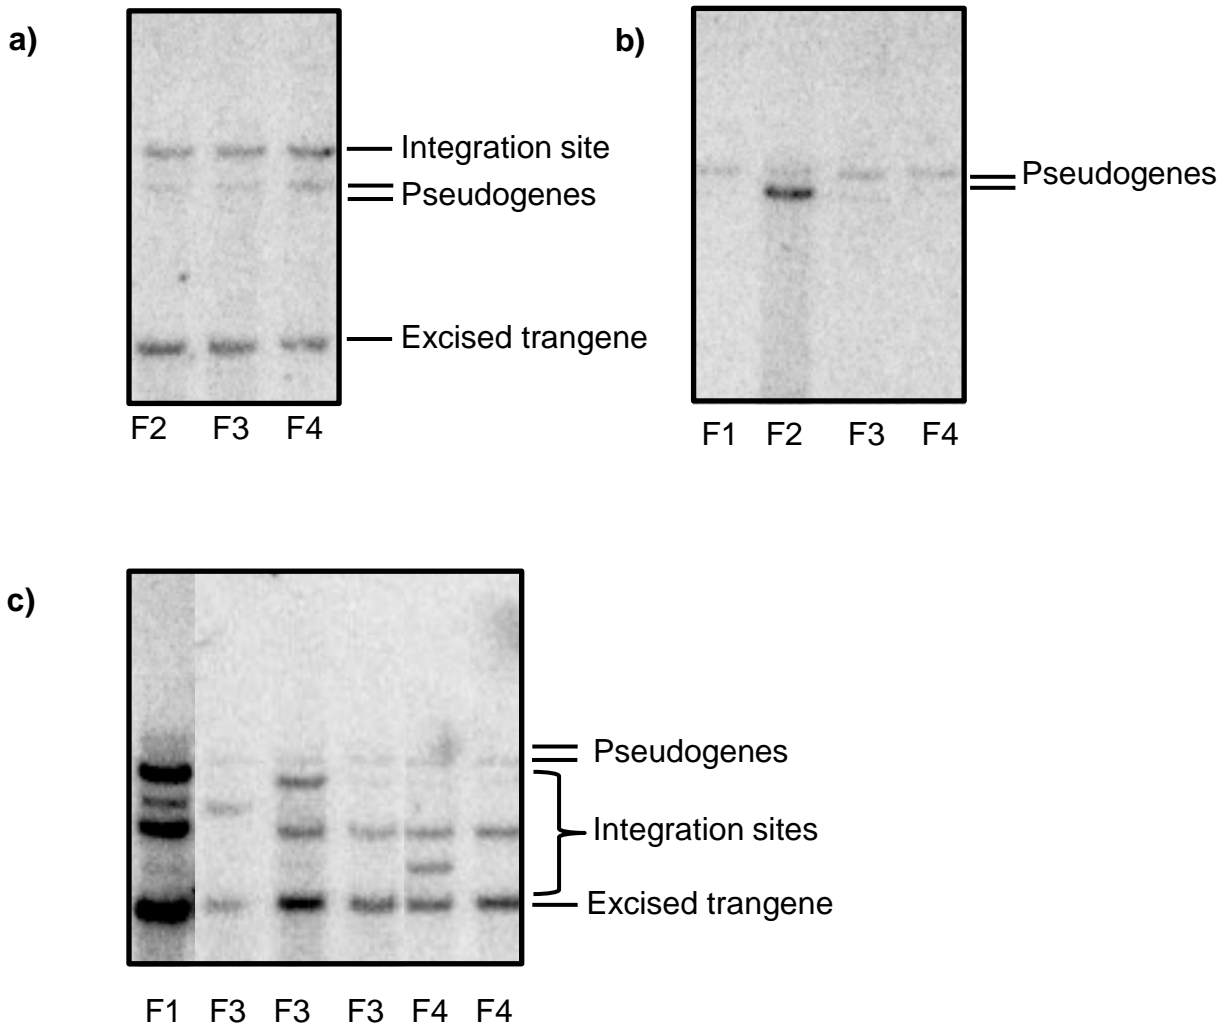 a)
Integration site
Pseudogenes
Excised trangene
F2 F3 F4
b)
Pseudogenes
F1 F2 F3 F4
c)
Pseudogenes
Integration sites
Excised trangene
F1 F3 F3 F3 F4 F4